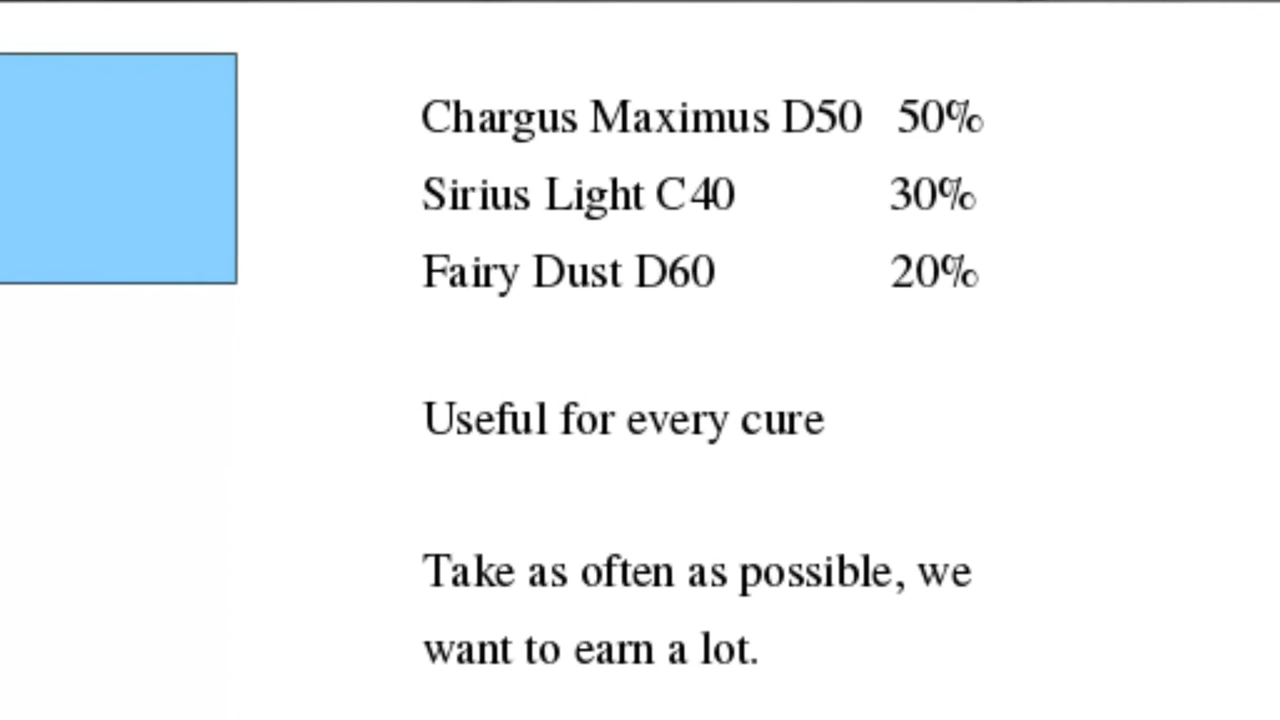 Chargus Maximus D50 50%
Sirius Light C40 30%
Fairy Dust D60 20%
Useful for every cure
Take as often as possible, we
want to earn a lot.